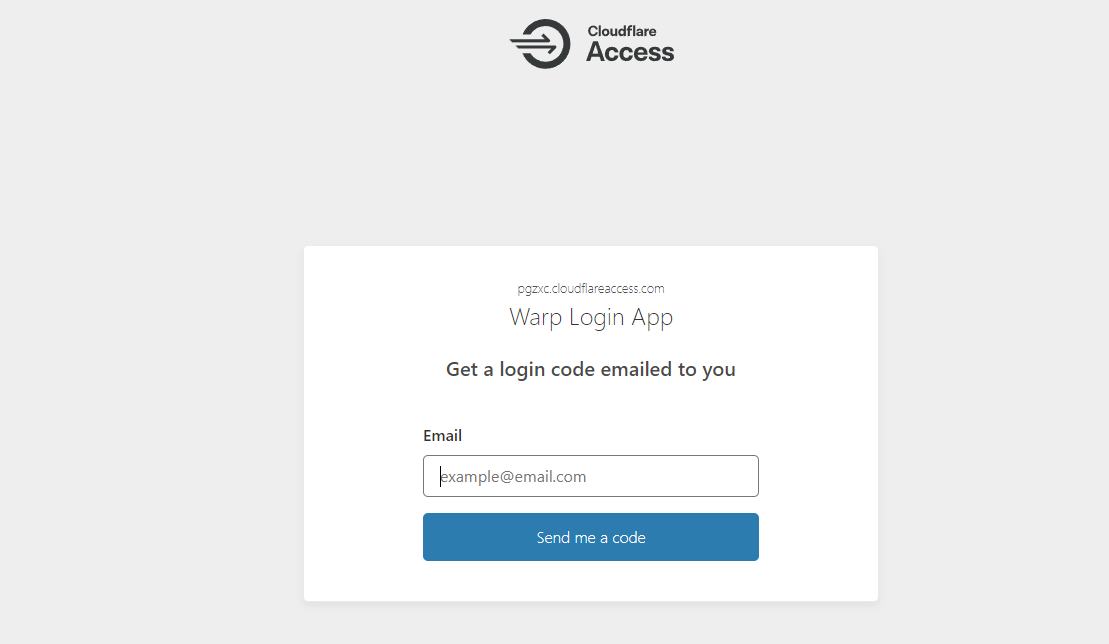 Cloudflare
Access
pgzxc.cloudflareaccess.com
Warp Login App
Get a login code emailed to you
Email
example@email.com
Send me a code